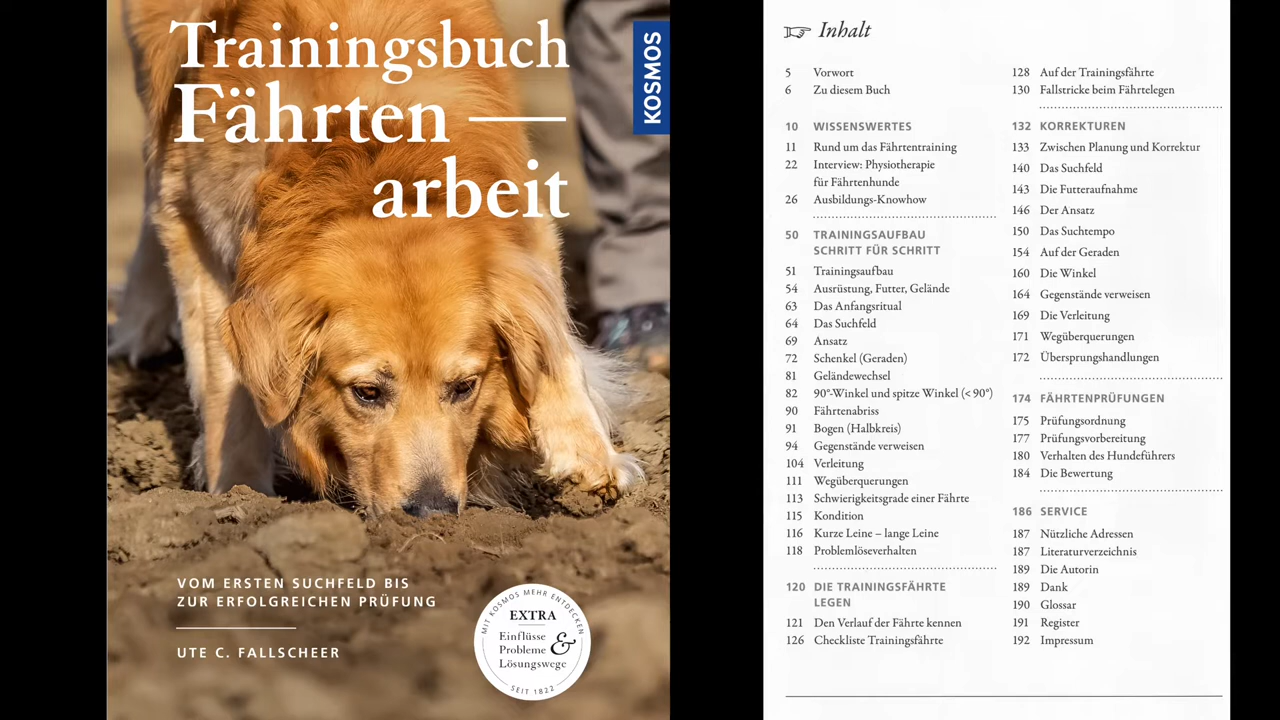 Trainingsbuch
Fährten—
arbeit
KOSMOS
VOM ERSTEN SUCHFELD BIS
ZUR ERFOLGREICHEN PRÜFUNG
UTE C. FALLSCHEER
MIT KOSMOS MEHR ENTDECKEN
EXTRA
Einflüsse
Probleme &
Lösungswege
SEIT 1822
Inhalt
5 Vorwort
6 Zu diesem Buch
10 WISSENSWERTES
11 Rund um das Fährtentraining
22 Interview: Physiotherapie
für Fährtenhunde
26 Ausbildungs-Knowhow
50 TRAININGSAUFBAU
SCHRITT FÜR SCHRITT
51 Trainingsaufbau
54 Ausrüstung, Futter, Gelände
63 Das Anfangsritual
64 Das Suchfeld
69 Ansatz
72 Schenkel (Geraden)
81 Geländewechsel
82 90°-Winkel und spitze Winkel (< 90°)
90 Fährtenabriss
91 Bogen (Halbkreis)
94 Gegenstände verweisen
104 Verleitung
111 Wegüberquerungen
113 Schwierigkeitsgrade einer Fährte
115 Kondition
116 Kurze Leine – lange Leine
118 Problemlöseverhalten
120 DIE TRAININGSFÄHRTE
LEGEN
121 Den Verlauf der Fährte kennen
126 Checkliste Trainingsfährte
128 Auf der Trainingsfährte
130 Fallstricke beim Fährtelegen
132 KORREKTUREN
133 Zwischen Planung und Korrektur
140 Das Suchfeld
143 Die Futteraufnahme
146 Der Ansatz
150 Das Suchtempo
154 Auf der Geraden
160 Die Winkel
164 Gegenstände verweisen
169 Die Verleitung
171 Wegüberquerungen
172 Übersprungshandlungen
174 FÄHRTENPRÜFUNGEN
175 Prüfungsordnung
177 Prüfungsvorbereitung
180 Verhalten des Hundeführers
184 Die Bewertung
186 SERVICE
187 Nützliche Adressen
187 Literaturverzeichnis
189 Die Autorin
189 Dank
190 Glossar
191 Register
192 Impressum